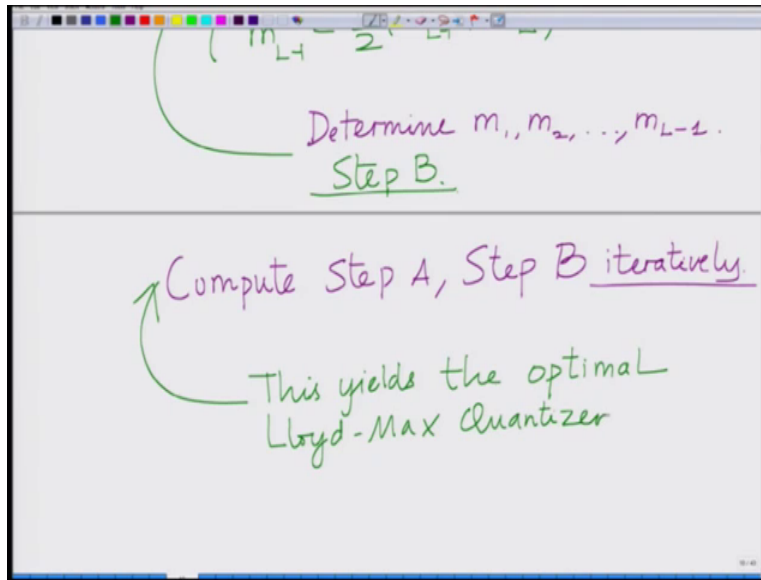 Determine m₁, m₂, ..., m_{L-1}.
Step B.
Compute Step A, Step B iteratively.
This yields the optimal
Lloyd-Max Quantizer